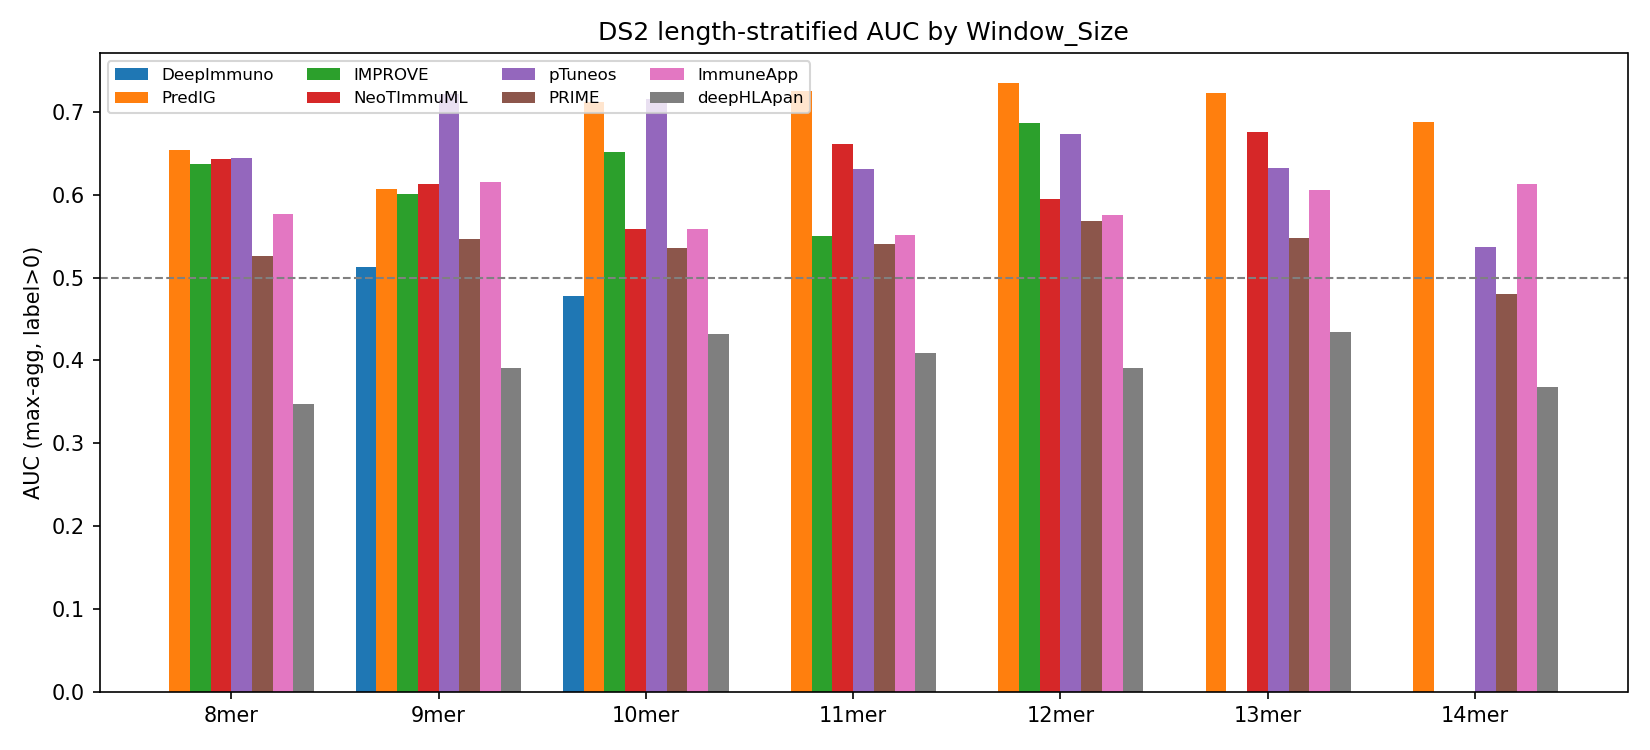 DS2 length-stratified AUC by Window_Size
DeepImmuno IMPROVE pTuneos ImmuneApp
PredIG NeoTImmuML PRIME deepHLApan
AUC (max-agg, label>0)
0.7
0.6
0.5
0.4
0.3
0.2
0.1
0.0
8mer 9mer 10mer 11mer 12mer 13mer 14mer